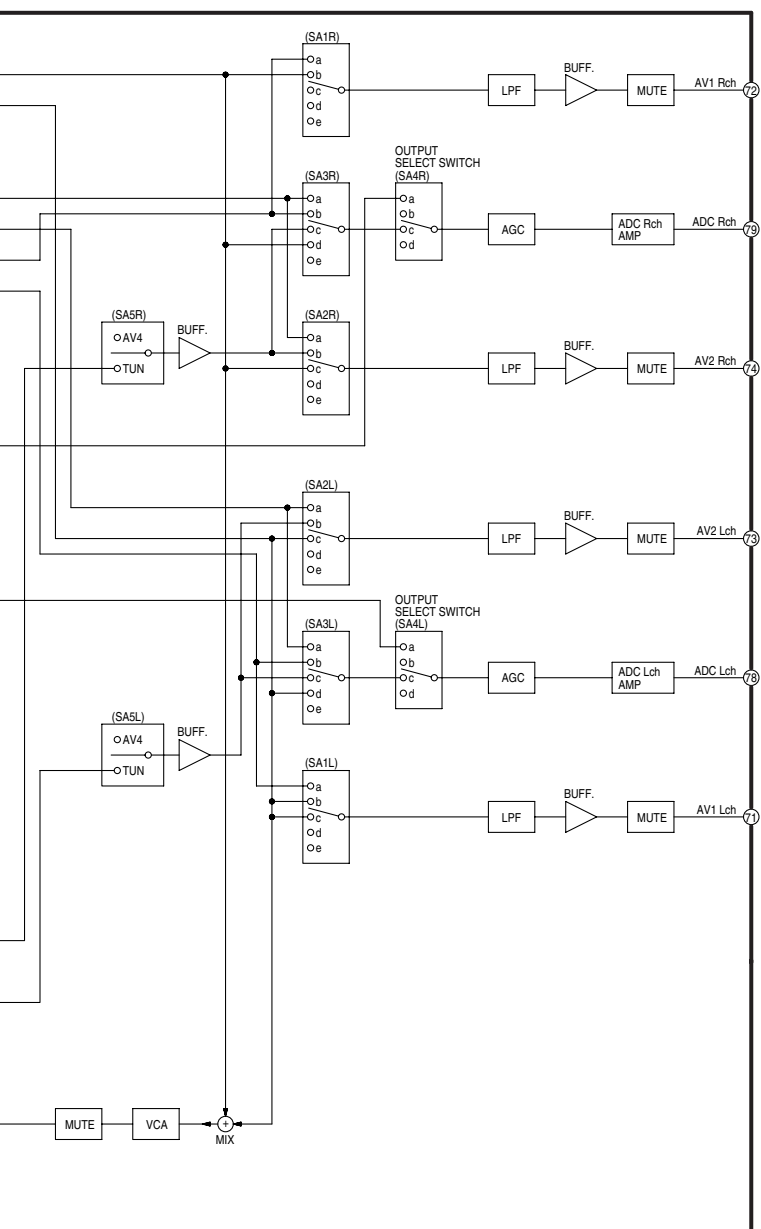 (SA1R)
a
b
c
d
e
LPF
BUFF.
MUTE
AV1 Rch
72
OUTPUT
SELECT SWITCH
(SA4R)
a
b
c
d
(SA3R)
a
b
c
d
e
AGC
ADC Rch
AMP
ADC Rch
79
(SA5R)
AV4
TUN
BUFF.
(SA2R)
a
b
c
d
e
LPF
BUFF.
MUTE
AV2 Rch
74
(SA2L)
a
b
c
d
e
LPF
BUFF.
MUTE
AV2 Lch
73
OUTPUT
SELECT SWITCH
(SA4L)
a
b
c
d
(SA3L)
a
b
c
d
e
AGC
ADC Lch
AMP
ADC Lch
78
(SA5L)
AV4
TUN
BUFF.
(SA1L)
a
b
c
d
e
LPF
BUFF.
MUTE
AV1 Lch
71
MUTE
VCA
+
MIX